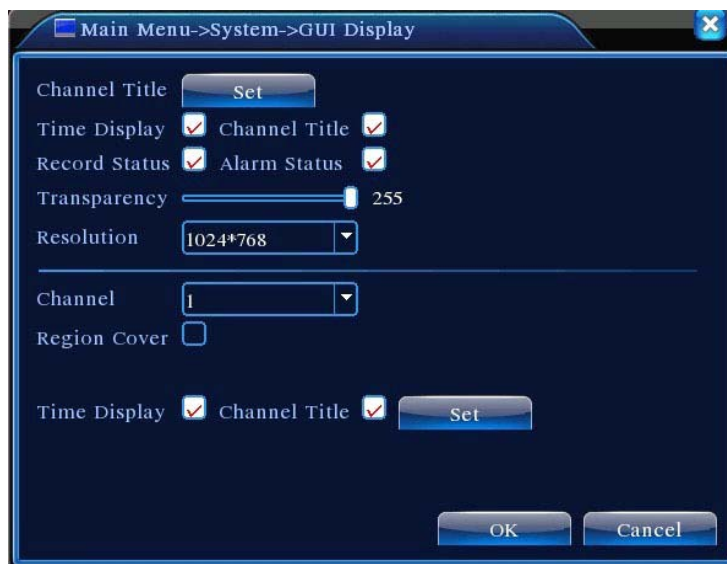 Main Menu->System->GUI Display
Channel Title Set
Time Display Channel Title
Record Status Alarm Status
Transparency 255
Resolution 1024*768
Channel 1
Region Cover
Time Display Channel Title Set
OK Cancel